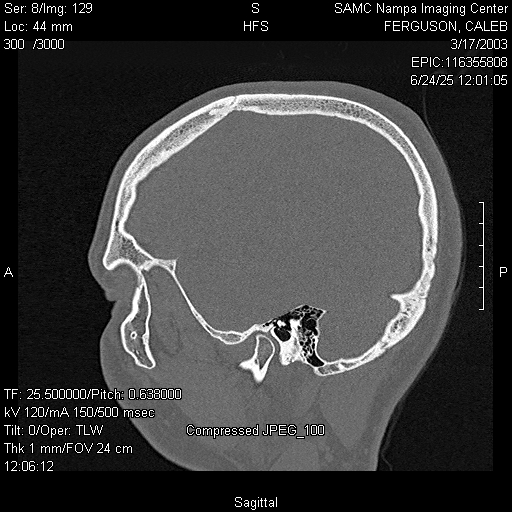 Ser: 8/Img: 129
Loc: 44 mm
300 /3000
S
HFS
SAMC Nampa Imaging Center
FERGUSON, CALEB
3/17/2003
EPIC:116355808
6/24/25 12:01:05
A
P
TF: 25.500000/Pitch: 0.638000
kV 120/mA 150/500 msec
Tilt: 0/Oper: TLW
Thk 1 mm/FOV 24 cm
12:06:12
Compressed JPEG_100
Sagittal